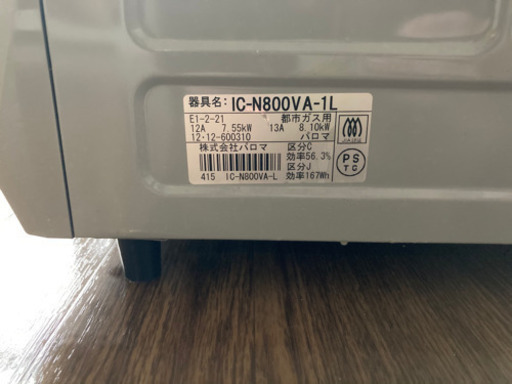 器具名: IC-N800VA-1L
E1-2-21 都市ガス用
12A 7.55kW 13A 8.10kW
12・12-600310 パロマ
株式会社パロマ 区分C
効率56.3%
区分J
415 IC-N800VA-L 効率167Wh
PS
TG